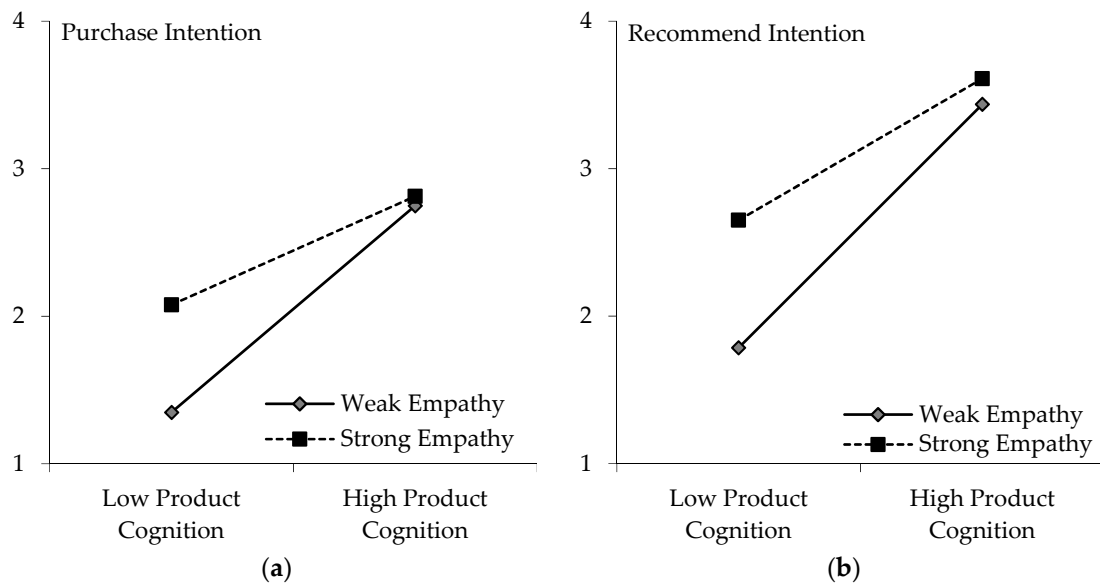 4
Purchase Intention
3
2
Weak Empathy
Strong Empathy
1
Low Product
Cognition
High Product
Cognition
(a)
4
Recommend Intention
3
2
Weak Empathy
Strong Empathy
1
Low Product
Cognition
High Product
Cognition
(b)